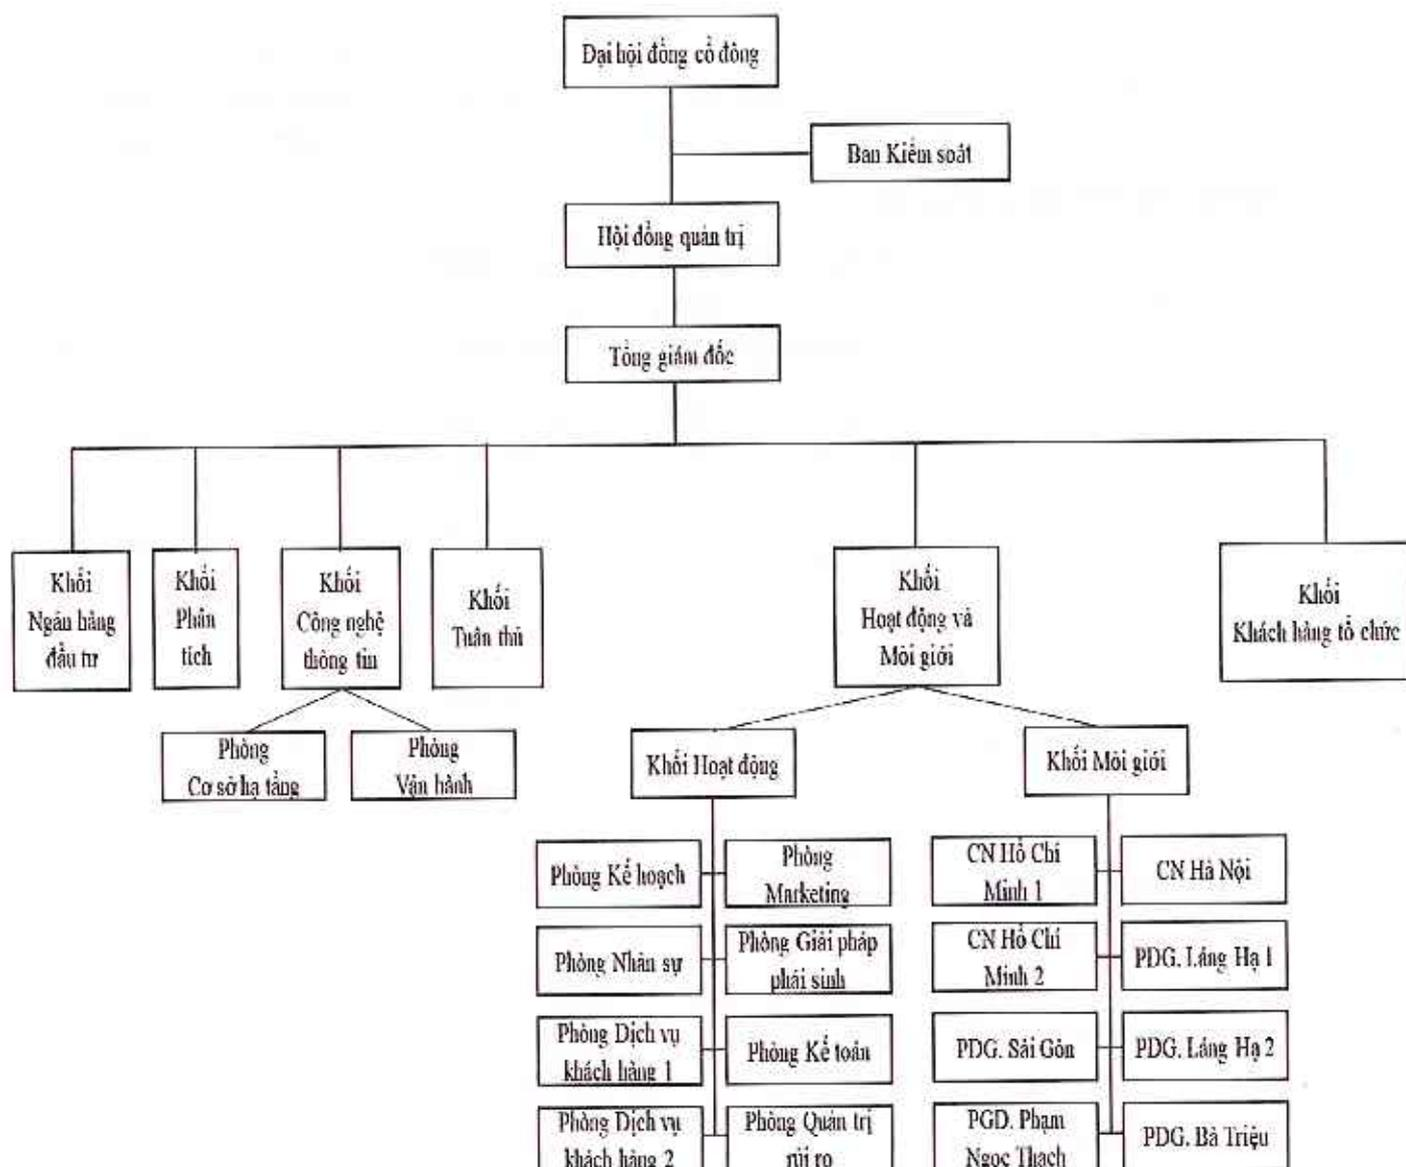 Đại hội đồng cổ đông
Ban Kiểm soát
Hội đồng quản trị
Tổng giám đốc
Khối
Ngân hàng
đầu tư
Khối
Phân
tích
Khối
Công nghệ
thông tin
Khối
Tuân thủ
Khối
Hoạt động và
Môi giới
Khối
Khách hàng tổ chức
Phòng
Cơ sở hạ tầng
Phòng
Vận hành
Khối Hoạt động
Khối Môi giới
Phòng Kế hoạch
Phòng
Marketing
CN Hồ Chí
Minh 1
CN Hà Nội
Phòng Nhân sự
Phòng Giải pháp
phái sinh
CN Hồ Chí
Minh 2
PDG. Láng Hạ 1
Phòng Dịch vụ
khách hàng 1
Phòng Kế toán
PDG. Sài Gòn
PDG. Láng Hạ 2
Phòng Dịch vụ
khách hàng 2
Phòng Quản trị
rủi ro
PGD. Phạm
Ngọc Thạch
PDG. Bà Triệu